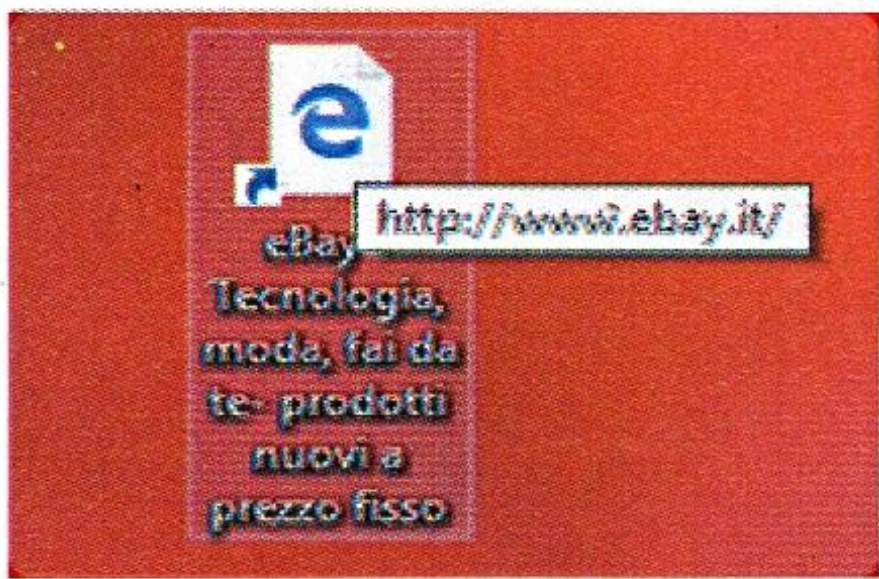 http://www.ebay.it/
eBay
Tecnologia,
moda, fai da
te- prodotti
nuovi a
prezzo fisso